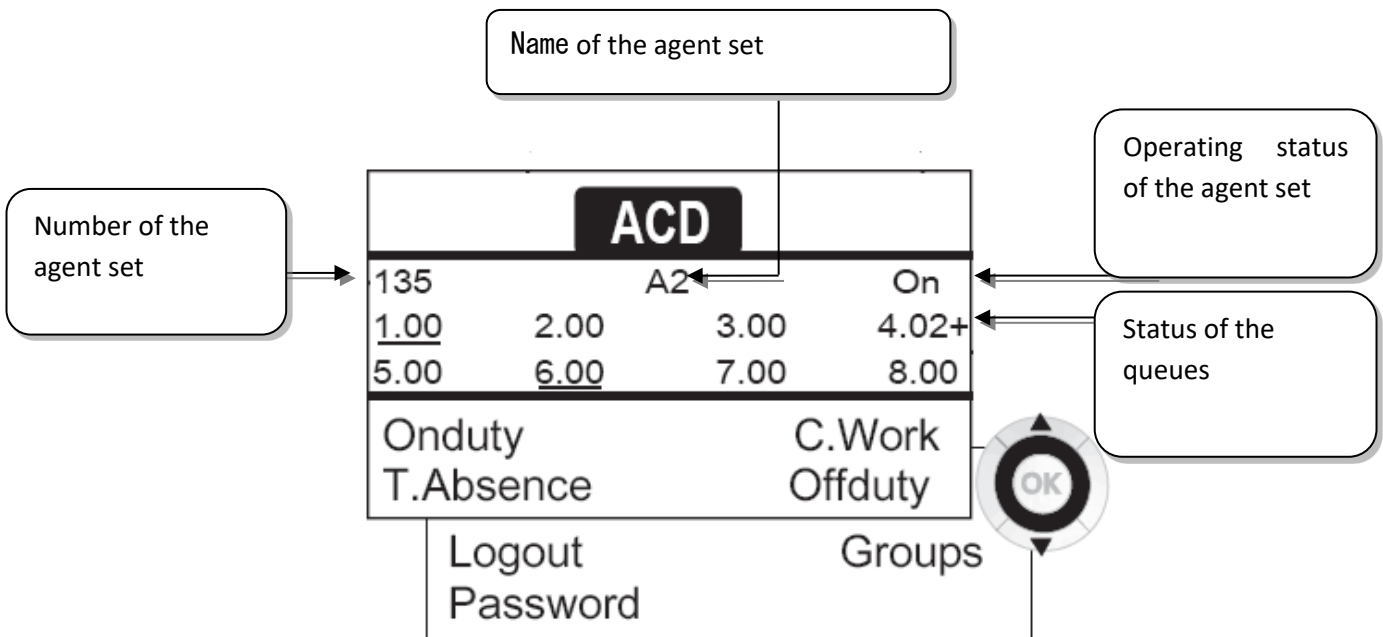 Name of the agent set
Operating status
of the agent set
Number of the
agent set
ACD
135 A2 On
1.00 2.00 3.00 4.02+
5.00 6.00 7.00 8.00
Status of the
queues
Onduty C.Work
T.Absence Offduty
OK
Logout Groups
Password